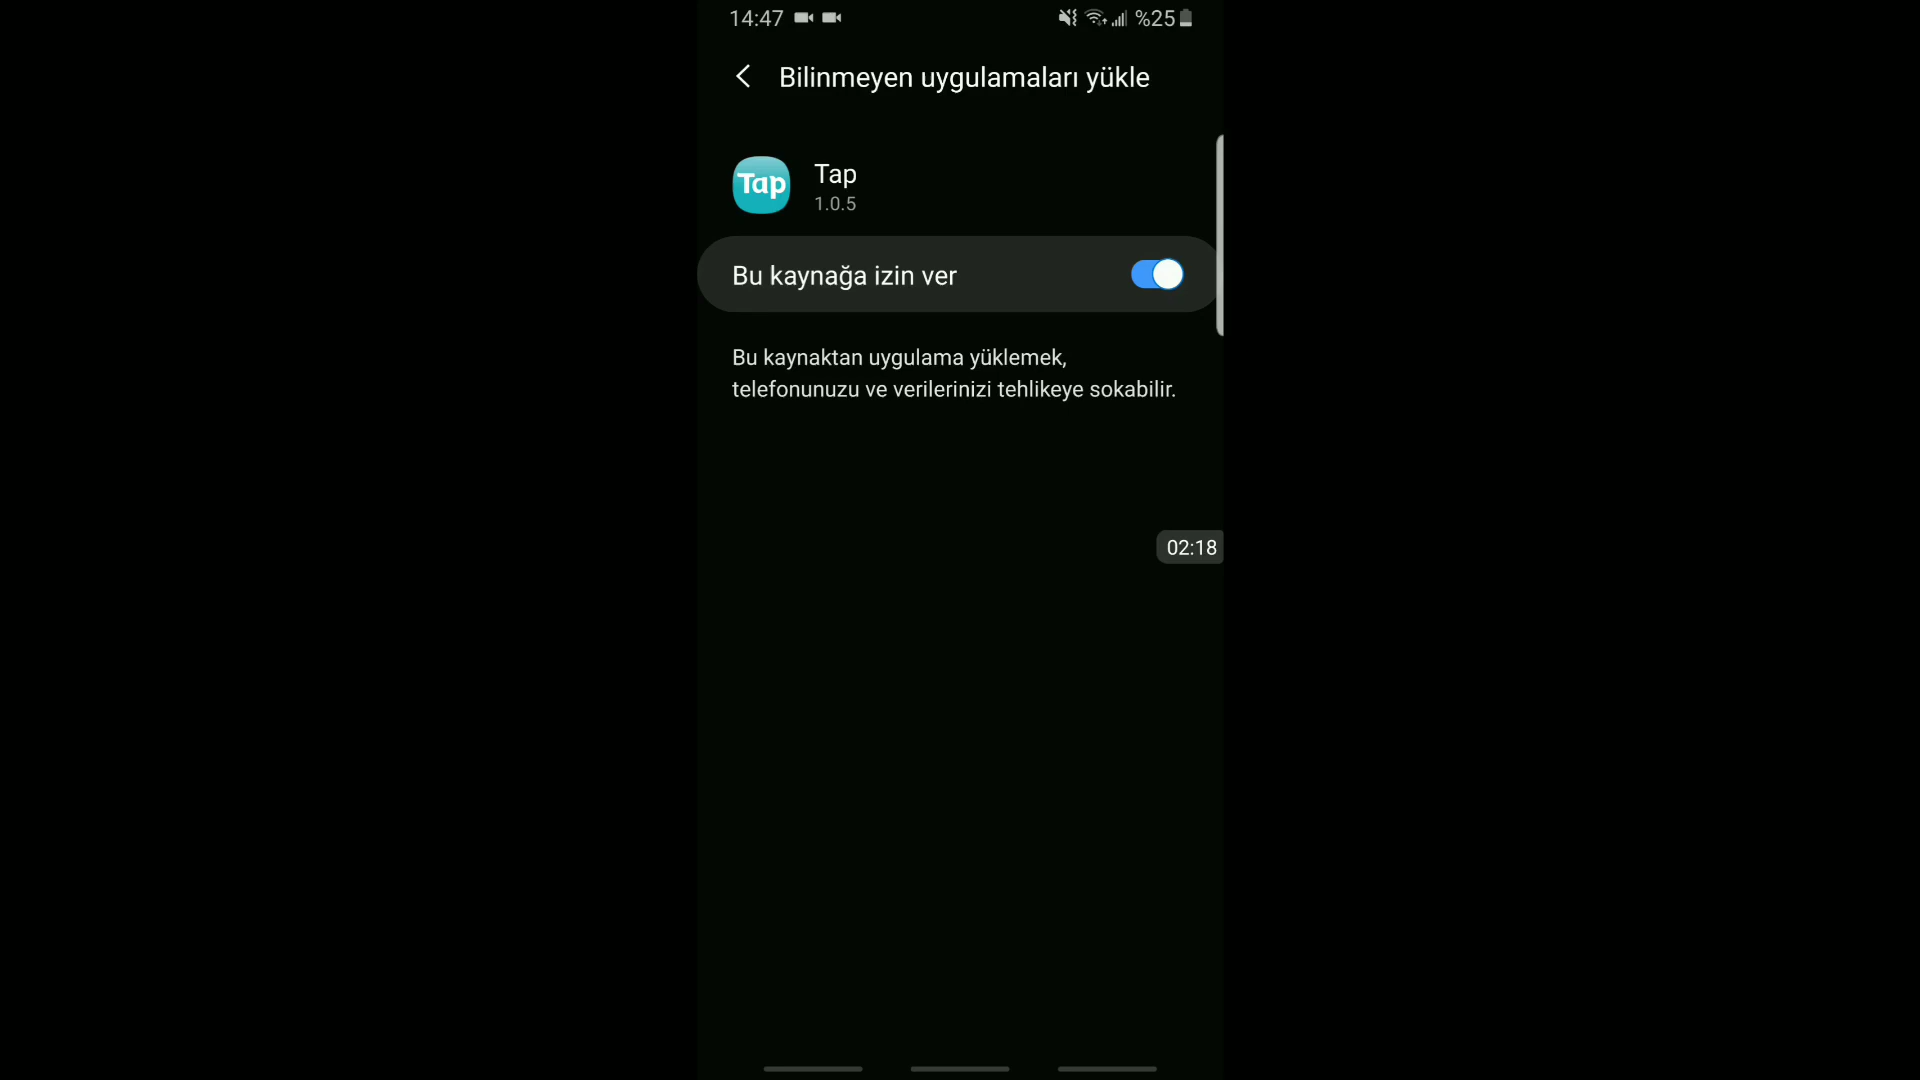 14:47 %25
Bilinmeyen uygulamaları yükle
Tap
Tap
1.0.5
Bu kaynağa izin ver
Bu kaynaktan uygulama yüklemek,
telefonunuzu ve verilerinizi tehlikeye sokabilir.
02:18